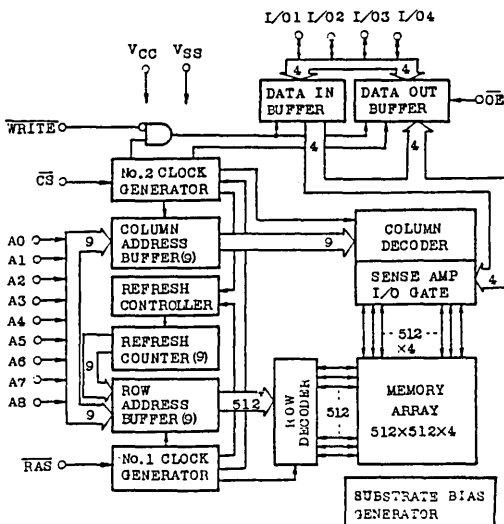 I/O1 I/O2 I/O3 I/O4
VCC VSS
4
DATA IN
BUFFER
DATA OUT
BUFFER
OE
WRITE
4
CS
No.2 CLOCK
GENERATOR
A0
A1
A2
A3
A4
A5
A6
A7
A8
9
COLUMN
ADDRESS
BUFFER(9)
9
COLUMN
DECODER
REFRESH
CONTROLLER
SENSE AMP
I/O GATE
4
REFRESH
COUNTER(9)
9
512
×4
ROW
ADDRESS
BUFFER(9)
9
512
ROW
DECODER
512
MEMORY
ARRAY
512×512×4
RAS
No.1 CLOCK
GENERATOR
SUBSTRATE BIAS
GENERATOR